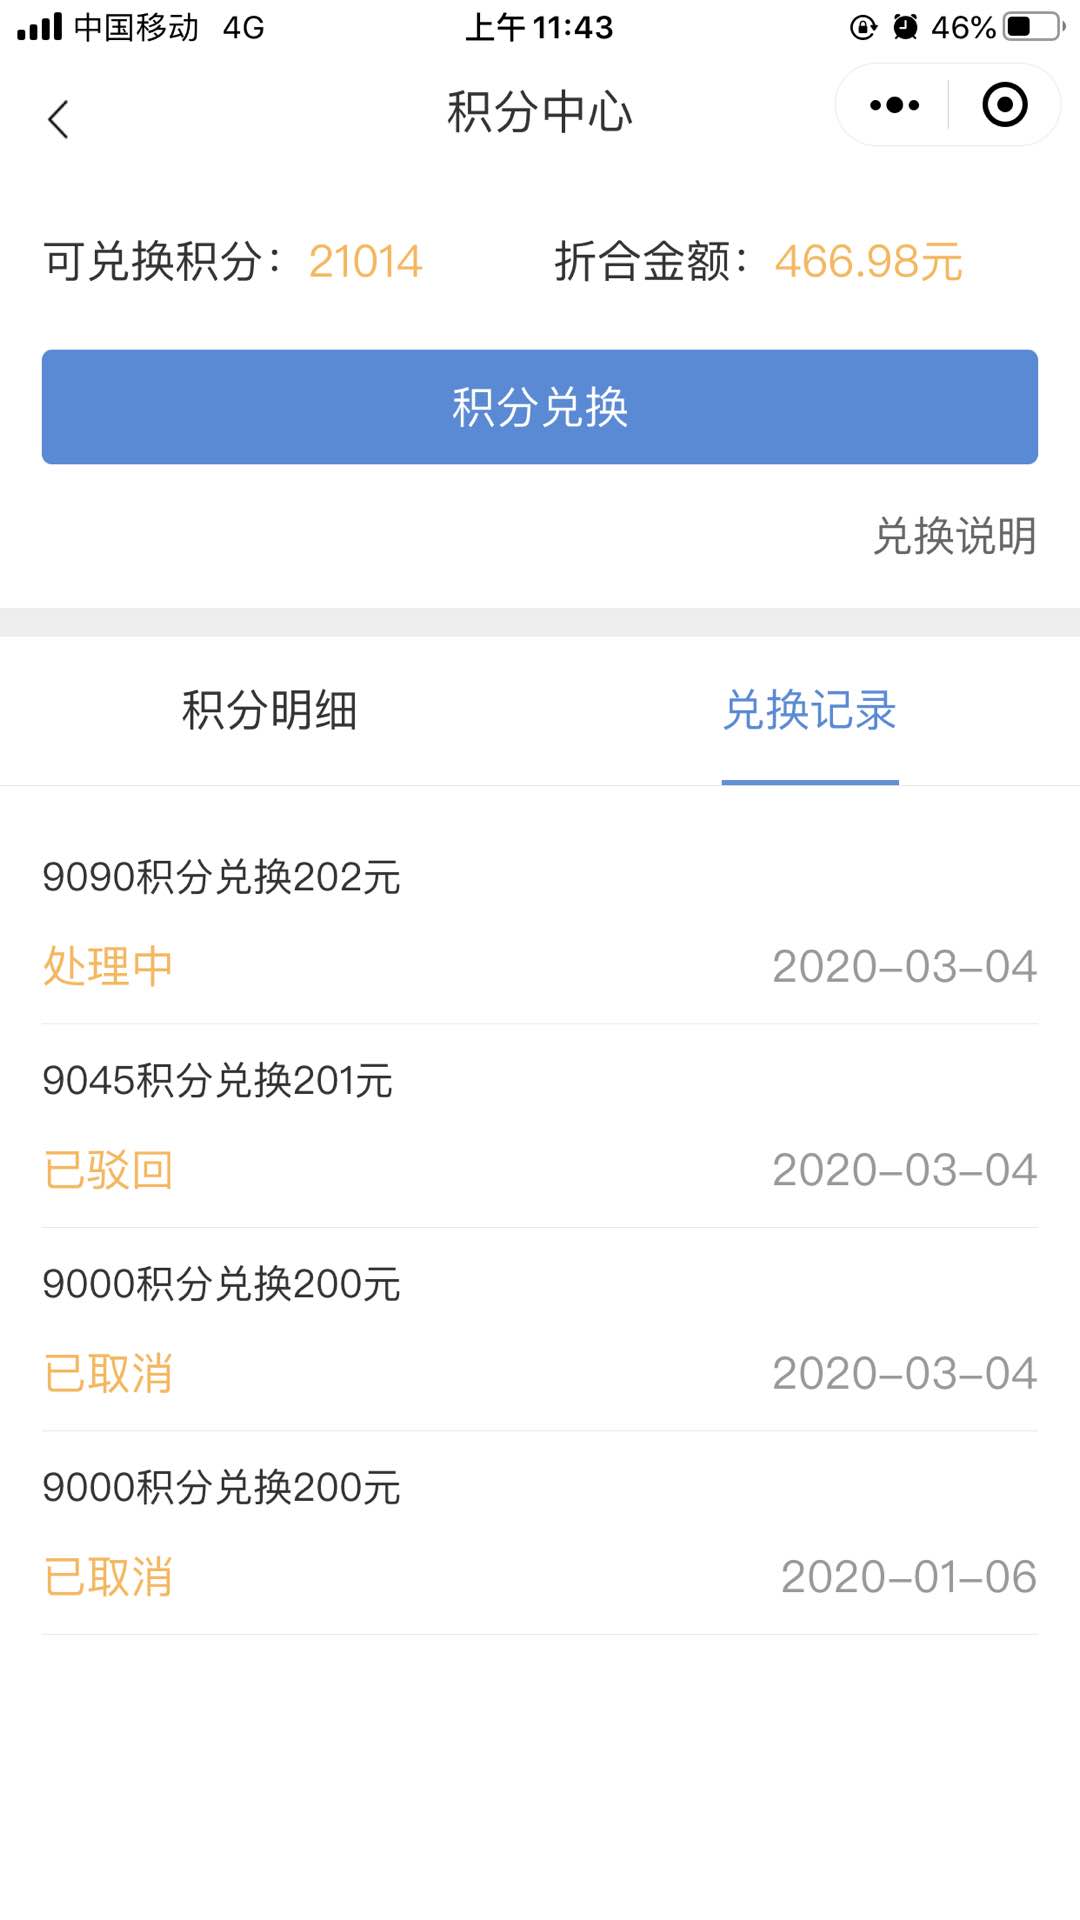 中国移动 4G 上午11:43 46%
积分中心
可兑换积分：21014 折合金额：466.98元
积分兑换
兑换说明
积分明细 兑换记录
9090积分兑换202元
处理中 2020-03-04
9045积分兑换201元
已驳回 2020-03-04
9000积分兑换200元
已取消 2020-03-04
9000积分兑换200元
已取消 2020-01-06